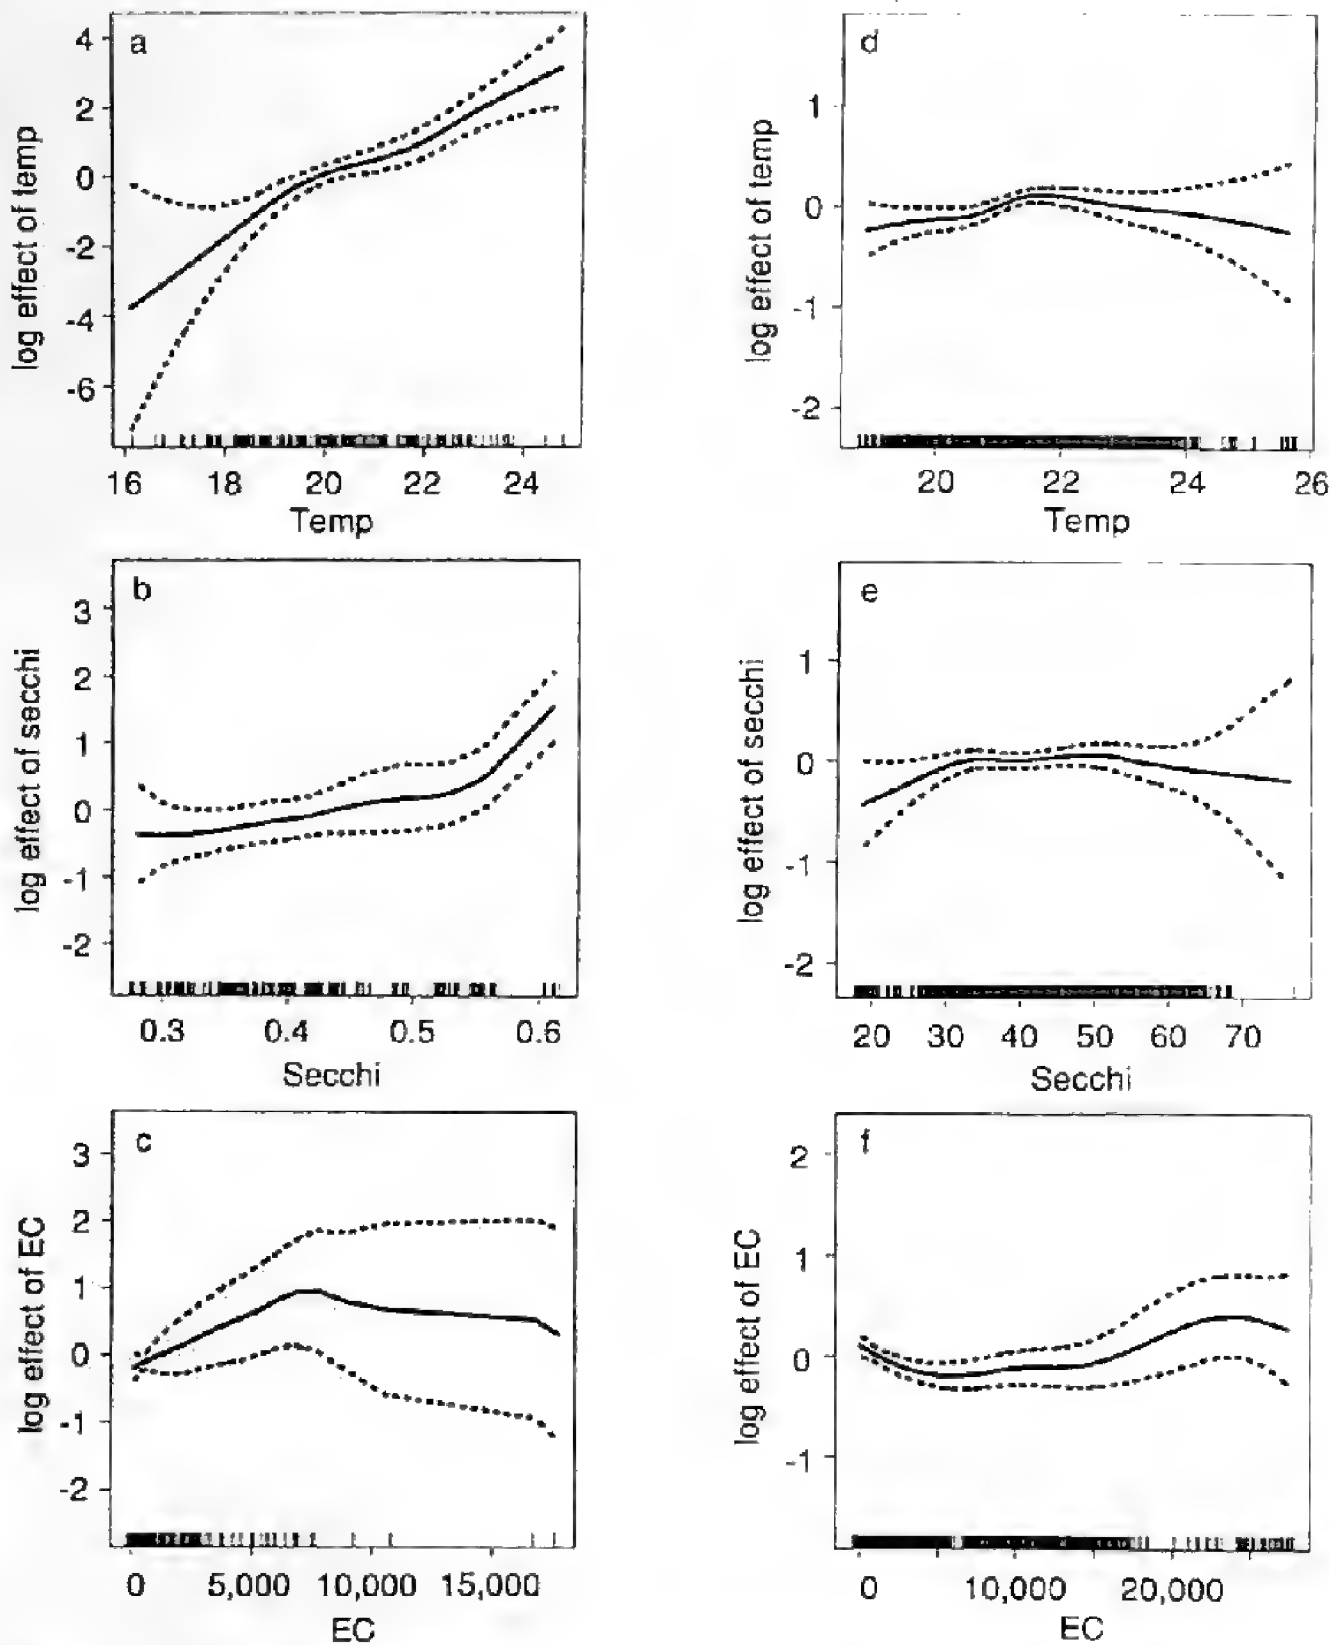 a
4
2
0
-2
-4
-6
log effect of temp
16 18 20 22 24
Temp
d
1
0
-1
-2
log effect of temp
20 22 24 26
Temp
b
3
2
1
0
-1
-2
log effect of secchi
0.3 0.4 0.5 0.6
Secchi
e
1
0
-1
-2
log effect of secchi
20 30 40 50 60 70
Secchi
c
3
2
1
0
-1
-2
log effect of EC
0 5,000 10,000 15,000
EC
f
2
1
0
-1
log effect of EC
0 10,000 20,000
EC